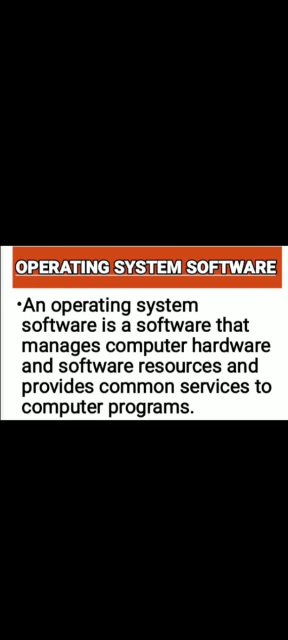 OPERATING SYSTEM SOFTWARE
•An operating system
software is a software that
manages computer hardware
and software resources and
provides common services to
computer programs.